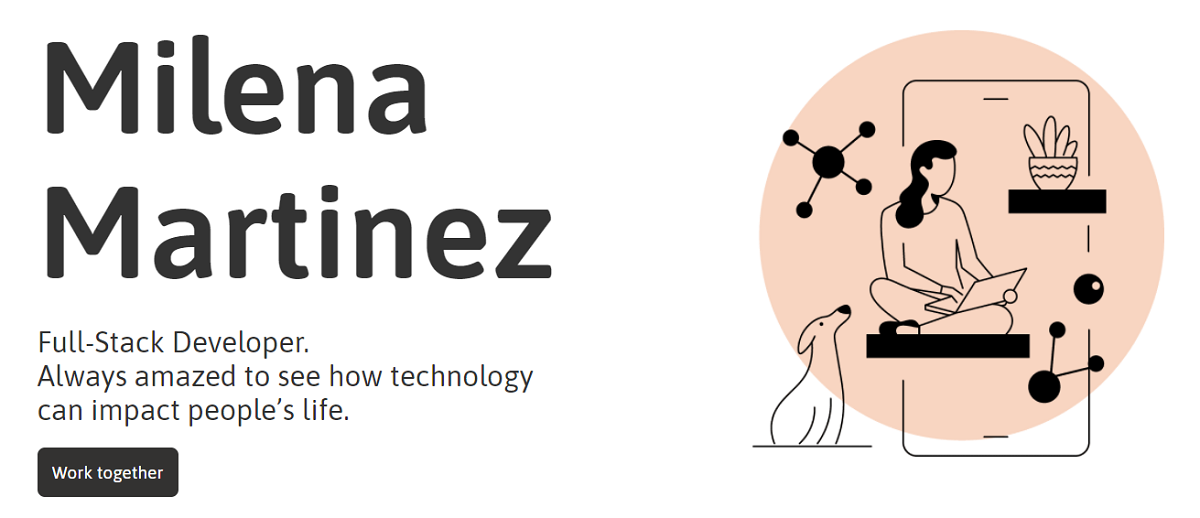 Milena
Martinez
Full-Stack Developer.
Always amazed to see how technology
can impact people’s life.
Work together